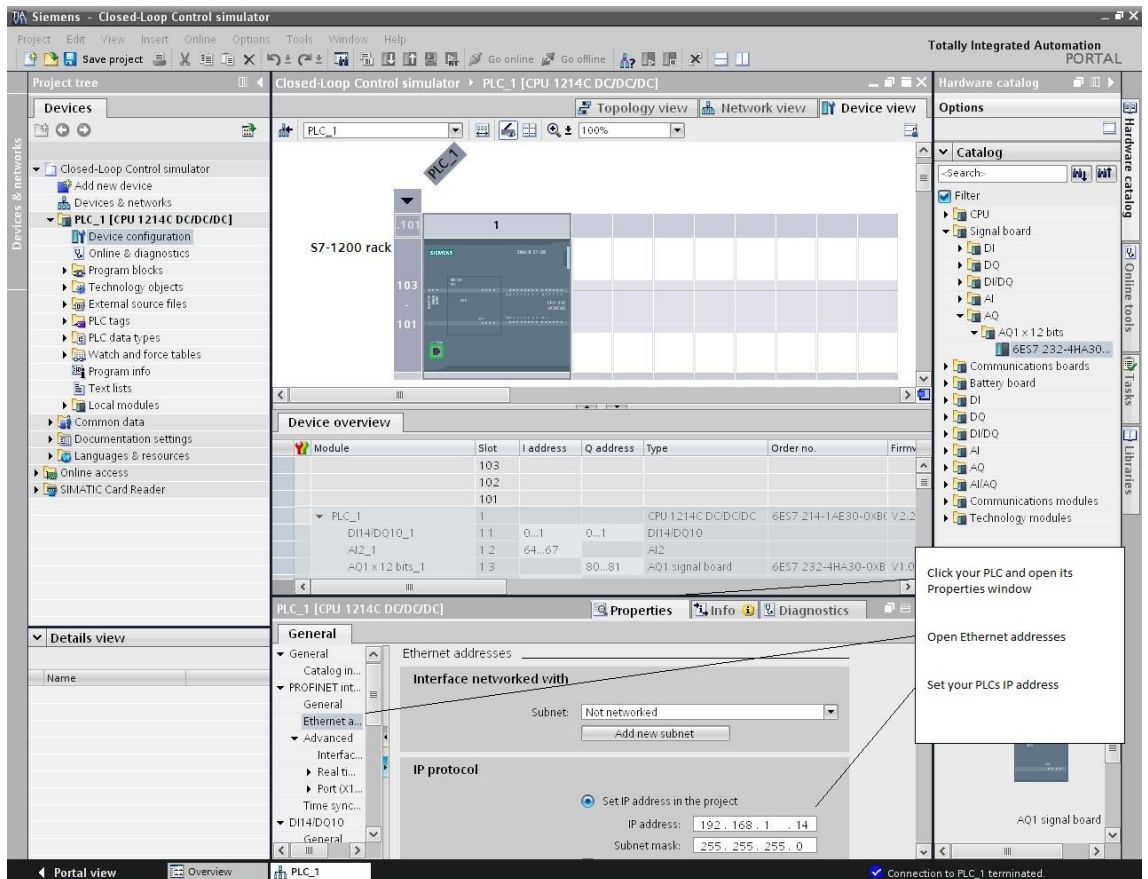 Siemens - Closed-Loop Control simulator
Project Edit View Insert Online Options Tools Window Help
Save project
Go online
Go offline
Totally Integrated Automation
PORTAL
Project tree
Devices
Devices & networks
Closed-Loop Control simulator
Add new device
Devices & networks
PLC_1 [CPU 1214C DC/DC/DC]
Device configuration
Online & diagnostics
Program blocks
Technology objects
External source files
PLC tags
PLC data types
Watch and force tables
Program info
Text lists
Local modules
Common data
Documentation settings
Languages & resources
Online access
SIMATIC Card Reader
Details view
Name
Closed-Loop Control simulator PLC_1 [CPU 1214C DC/DC/DC]
Topology view Network view Device view
PLC_1
100%
PLC_1
S7-1200 rack
101
1
103
-
101
SIEMENS
Device overview
Module Slot I address Q address Type Order no. Firmv
103
102
101
PLC_1 1 CPU 1214C DC/DC/DC 6ES7 214-1AE30-0XB( V2.2
DI14/DQ10_1 1 1 0...1 0...1 DI14/DQ10
AI2_1 1 2 64...67 AI2
AQ1 x 12 bits_1 1 3 80...81 AQ1 signal board 6ES7 232-4HA30-0XB V1.0
PLC_1 [CPU 1214C DC/DC/DC]
Properties Info Diagnostics
General
General
Catalog in...
PROFINET int...
General
Ethernet a...
Advanced
Interfac...
Real ti...
Port (X1...
Time sync...
DI14/DQ10
General
Ethernet addresses
Interface networked with
Subnet: Not networked
Add new subnet
IP protocol
Set IP address in the project
IP address: 192 . 168 . 1 . 14
Subnet mask: 255 . 255 . 255 . 0
Hardware catalog
Options
Catalog
<Search>
Filter
CPU
Signal board
DI
DQ
DI/DQ
AI
AQ
AQ1 x 12 bits
6ES7 232-4HA30...
Communications boards
Battery board
DI
DQ
DI/DQ
AI
AQ
AI/AQ
Communications modules
Technology modules
Click your PLC and open its
Properties window
Open Ethernet addresses
Set your PLCs IP address
AQ1 signal board
Hardware catalog
Online tools
Tasks
Libraries
Portal view
Overview
PLC_1
Connection to PLC_1 terminated.